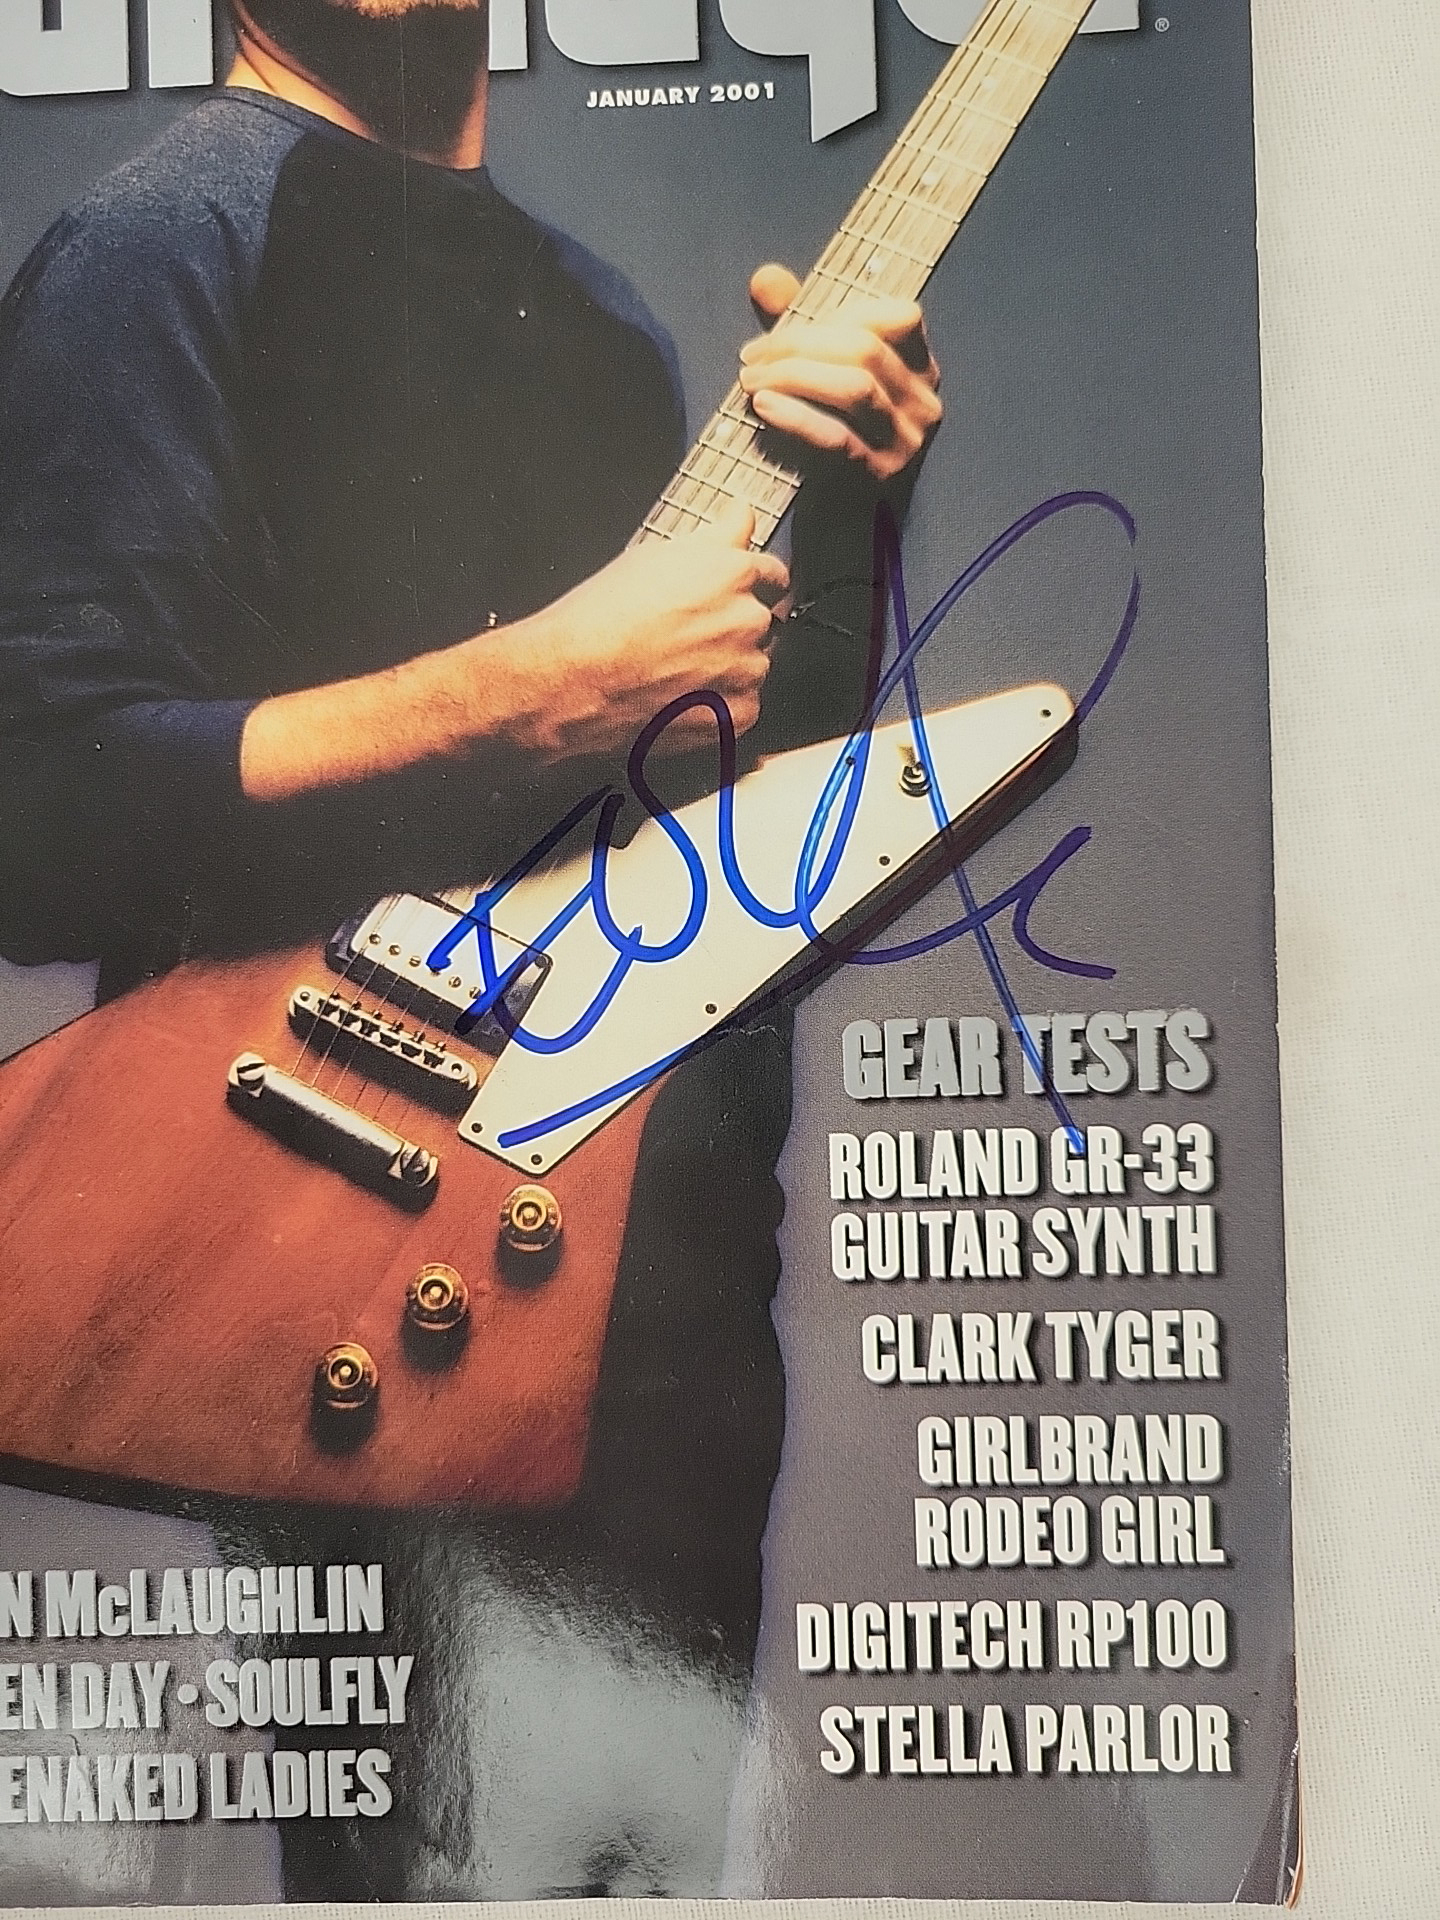 JANUARY 2001
®
GEAR TESTS
ROLAND GR-33
GUITAR SYNTH
CLARK TYGER
GIRLBRAND
RODEO GIRL
DIGITECH RP100
STELLA PARLOR
N McLAUGHLIN
EN DAY • SOULFLY
ENAKED LADIES